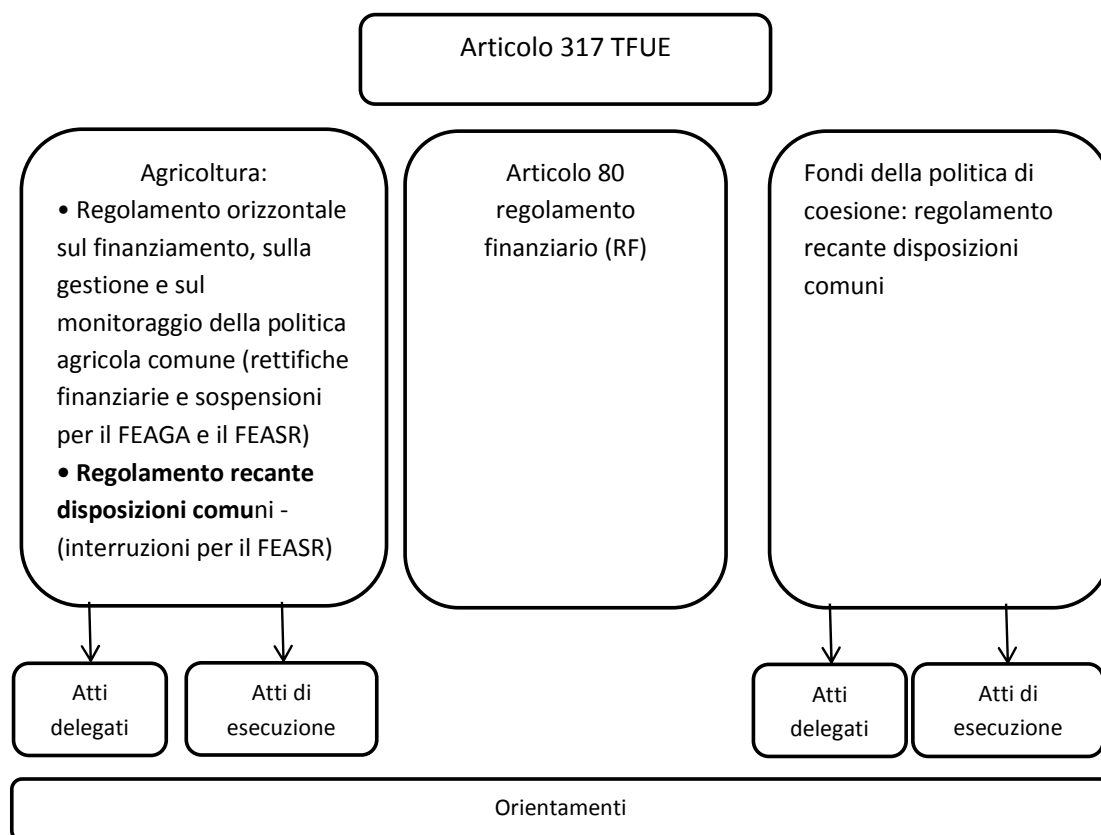 Articolo 317 TFUE
Agricoltura:
• Regolamento orizzontale
sul finanziamento, sulla
gestione e sul
monitoraggio della politica
agricola comune (rettifiche
finanziarie e sospensioni
per il FEAGA e il FEASR)
• Regolamento recante
disposizioni comuni -
(interruzioni per il FEASR)
Articolo 80
regolamento
finanziario (RF)
Fondi della politica di
coesione: regolamento
recante disposizioni
comuni
Atti
delegati
Atti di
esecuzione
Atti
delegati
Atti di
esecuzione
Orientamenti